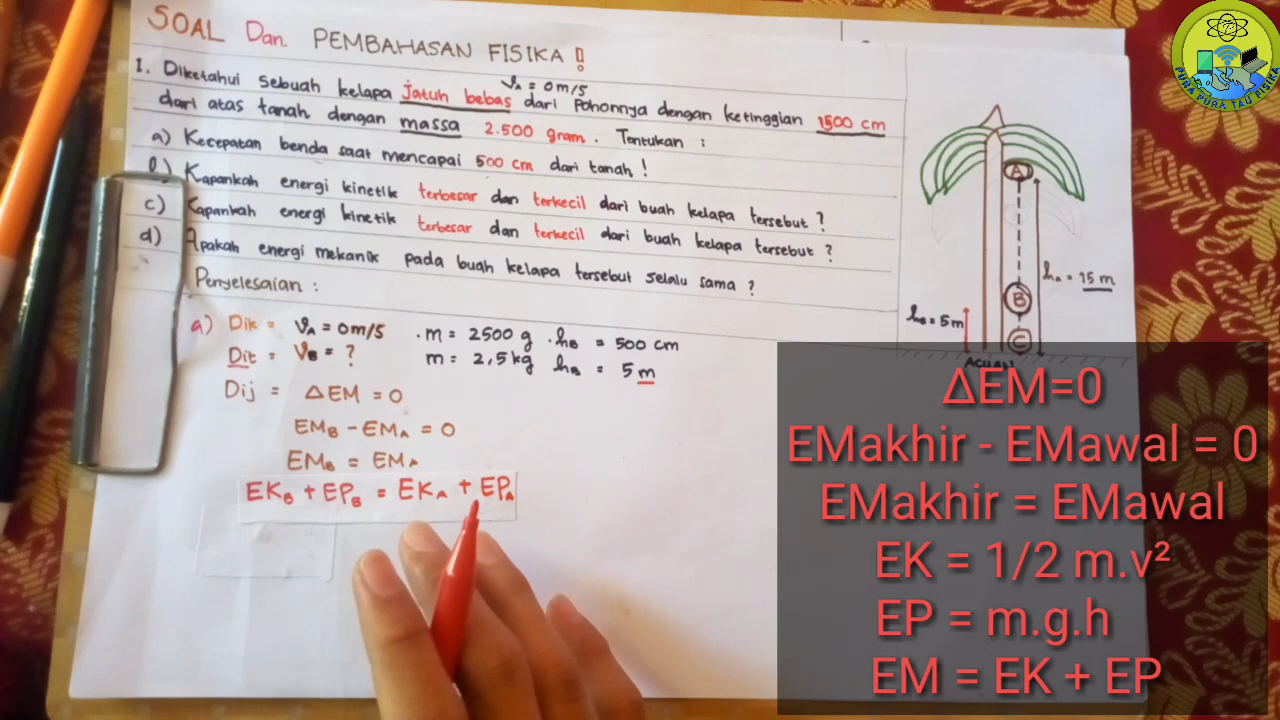 SOAL Dan PEMBAHASAN FISIKA !
VA = 0 m/s
1. Diketahui sebuah kelapa jatuh bebas dari Pohonnya dengan ketinggian 1500 cm
dari atas tanah dengan massa 2.500 gram. Tentukan :
a) Kecepatan benda saat mencapai 500 cm dari tanah !
b) Kapankah energi kinetik terbesar dan terkecil dari buah kelapa tersebut ?
c) Kapankah energi kinetik terbesar dan terkecil dari buah kelapa tersebut ?
d) Apakah energi mekanik pada buah kelapa tersebut selalu sama ?
Penyelesaian :
a) Dik = VA = 0 m/s · m = 2500 g · hB = 500 cm
Dit = VB = ? m = 2,5 kg hB = 5 m
Dij = ΔEM = 0
EMB - EMA = 0
EMB = EMA
EKB + EPB = EKA + EPA
A
hA = 15 m
B
hB = 5 m
C
ACUAN
ΔEM=0
EMakhir - EMawal = 0
EMakhir = EMawal
EK = 1/2 m.v²
EP = m.g.h
EM = EK + EP
PURA PURA TAU FISIKA